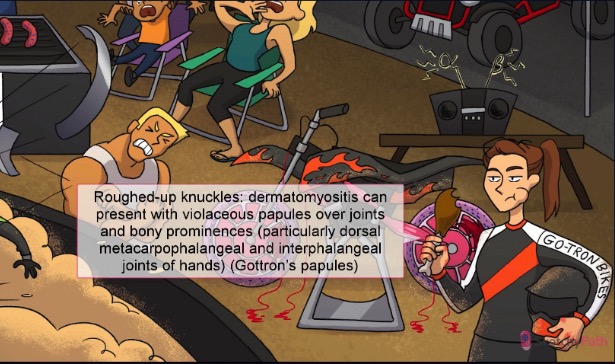 α β
Roughed-up knuckles: dermatomyositis can
present with violaceous papules over joints
and bony prominences (particularly dorsal
metacarpophalangeal and interphalangeal
joints of hands) (Gottron's papules)
GO-TRON BIKES